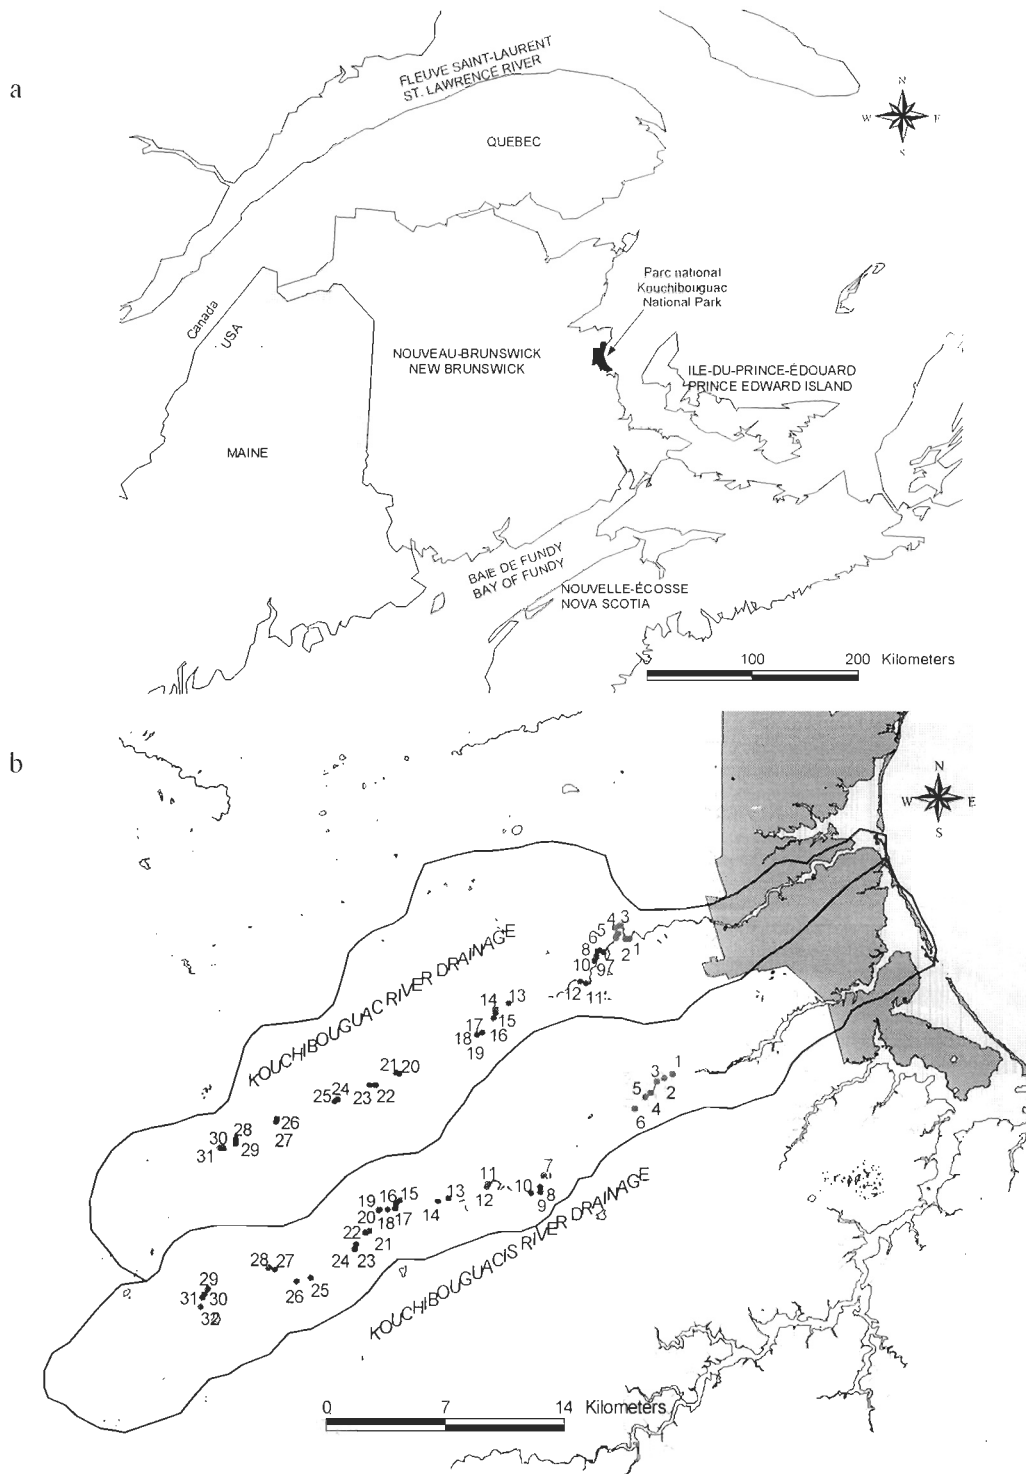 a
FLEUVE SAINT-LAURENT
ST. LAWRENCE RIVER
QUEBEC
N
W E
S
Canada
USA
Parc national
Kouchibouguac
National Park
NOUVEAU-BRUNSWICK
NEW BRUNSWICK
ILE-DU-PRINCE-ÉDOUARD
PRINCE EDWARD ISLAND
MAINE
BAIE DE FUNDY
BAY OF FUNDY
NOUVELLE-ÉCOSSE
NOVA SCOTIA
100 200 Kilometers
b
N
W E
S
KOUCHIBOUGUAC RIVER DRAINAGE
4 3
5
6
2 1
8
7
10 9
12 11
14 13
15
17
18 16
19
21 20
24
25 23 22
26
27
28
30
31 29
KOUCHIBOUGUACIS RIVER DRAINAGE
1
3
2
5
4
6
7
10 8
9
11
12
13
14
19 16 15
20 18 17
22 21
24 23
28 27
26 25
29
31 30
32
0 7 14 Kilometers